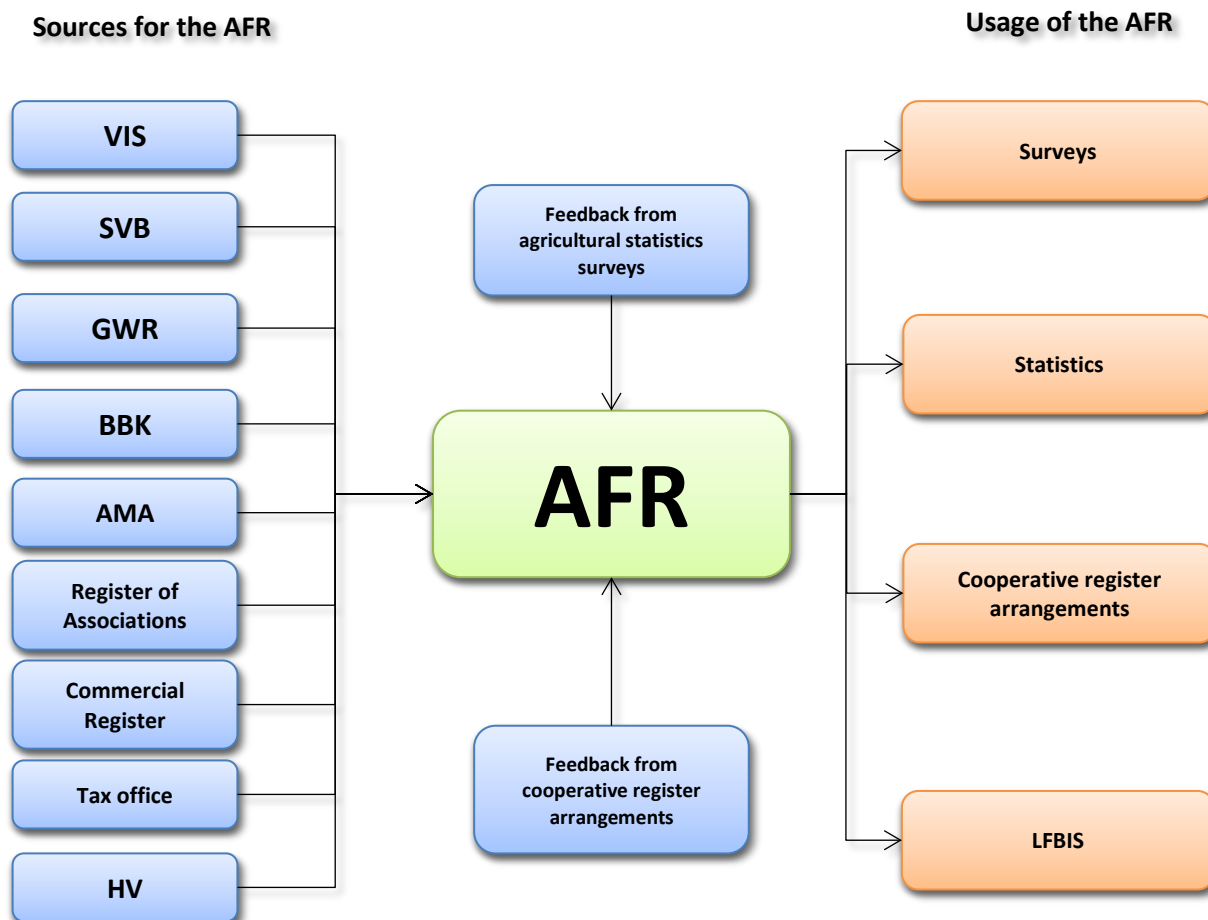 Sources for the AFR
Usage of the AFR
VIS
SVB
GWR
BBK
AMA
Register of
Associations
Commercial
Register
Tax office
HV
Feedback from
agricultural statistics
surveys
AFR
Feedback from
cooperative register
arrangements
Surveys
Statistics
Cooperative register
arrangements
LFBIS